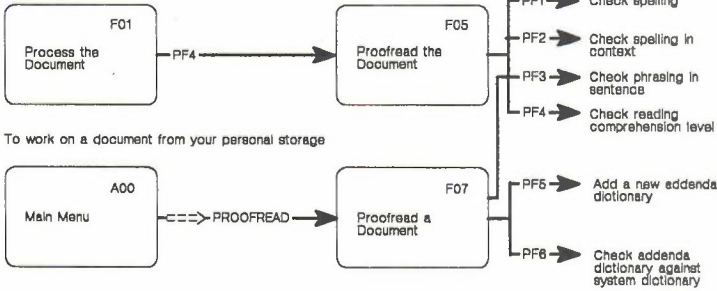 PF1 Check spelling
F01
F05
Process the
Document
PF4
Proofread the
Document
PF2 Check spelling in
context
PF3 Check phrasing in
sentence
PF4 Check reading
comprehension level
To work on a document from your personal storage
A00
Main Menu
PROOFREAD
F07
Proofread a
Document
PF5 Add a new addenda
dictionary
PF6 Check addenda
dictionary against
system dictionary